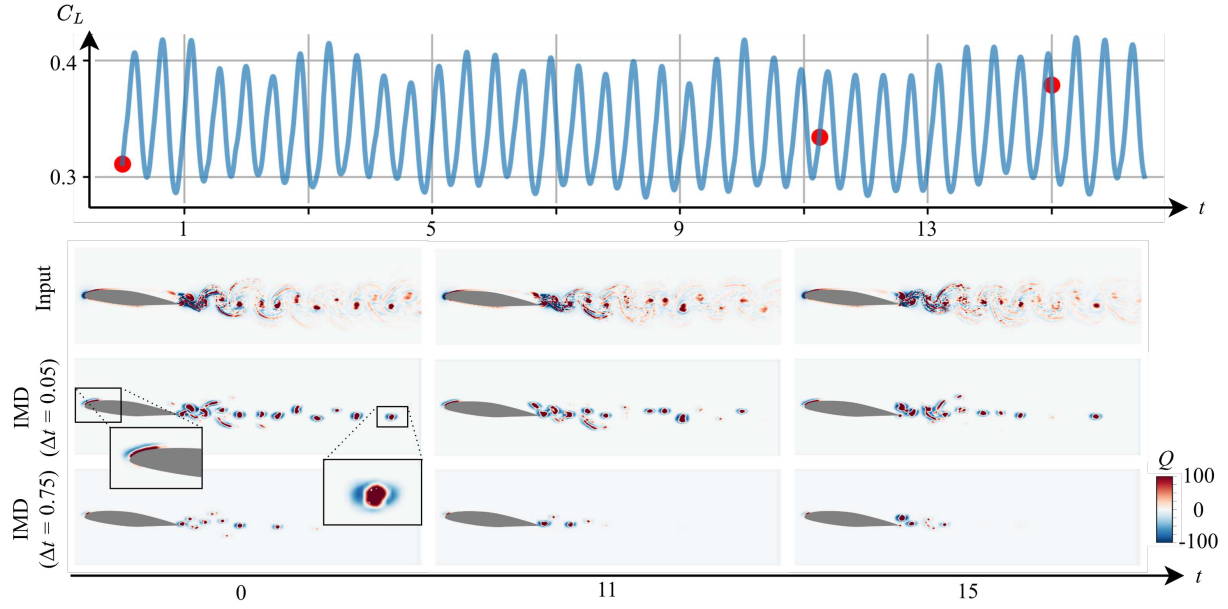 C_L
0.4
0.3
1 5 9 13 t
Input
IMD
(Δt = 0.05)
IMD
(Δt = 0.75)
Q
100
0
-100
0 11 15 t